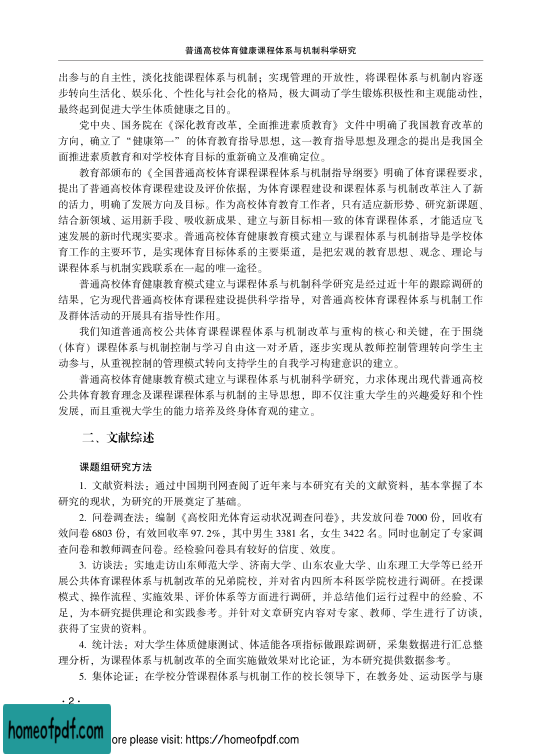 普通高校体育健康课程体系与机制科学研究
出参与的自主性，淡化技能课程体系与机制；实现管理的开放性，将课程体系与机制内容逐
步转向生活化、娱乐化、个性化与社会化的格局，极大调动了学生锻炼积极性和主观能动性，
最终起到促进大学生体质健康之目的。
党中央、国务院在《深化教育改革，全面推进素质教育》文件中明确了我国教育改革的
方向，确立了“健康第一”的体育教育指导思想，这一教育指导思想及理念的提出是我国全
面推进素质教育和对学校体育目标的重新确立及准确定位。
教育部颁布的《全国普通高校体育课程课程体系与机制指导纲要》明确了体育课程要求，
提出了普通高校体育课程建设及评价依据，为体育课程建设和课程体系与机制改革注入了新
的活力，明确了发展方向及目标。作为高校体育教育工作者，只有适应新形势、研究新课题、
结合新领域、运用新手段、吸收新成果、建立与新目标相一致的体育课程体系，才能适应飞
速发展的新时代现实要求。普通高校体育健康教育模式建立与课程体系与机制指导是学校体
育工作的主要环节，是实现体育目标体系的主要渠道，是把宏观的教育思想、观念、理论与
课程体系与机制实践联系在一起的唯一途径。
普通高校体育健康教育模式建立与课程体系与机制科学研究是经过近十年的跟踪调研的
结果，它为现代普通高校体育课程建设提供科学指导，对普通高校体育课程体系与机制工作
及群体活动的开展具有指导性作用。
我们知道普通高校公共体育课程课程体系与机制改革与重构的核心和关键，在于围绕
(体育) 课程体系与机制控制与学习自由这一对矛盾，逐步实现从教师控制管理转向学生主
动参与，从重视控制的管理模式转向支持学生的自我学习构建意识的建立。
普通高校体育健康教育模式建立与课程体系与机制科学研究，力求体现出现代普通高校
公共体育教育理念及课程课程体系与机制的主导思想，即不仅注重大学生的兴趣爱好和个性
发展，而且重视大学生的能力培养及终身体育观的建立。
二、文献综述
课题组研究方法
1. 文献资料法：通过中国期刊网查阅了近年来与本研究有关的文献资料，基本掌握了本
研究的现状，为研究的开展奠定了基础。
2. 问卷调查法：编制《高校阳光体育运动状况调查问卷》，共发放问卷 7000 份，回收有
效问卷 6803 份，有效回收率 97. 2%，其中男生 3381 名，女生 3422 名。同时也制定了专家调
查问卷和教师调查问卷。经检验问卷具有较好的信度、效度。
3. 访谈法：实地走访山东师范大学、济南大学、山东农业大学、山东理工大学等已经开
展公共体育课程体系与机制改革的兄弟院校，并对省内四所本科医学院校进行调研。在授课
模式、操作流程、实施效果、评价体系等方面进行调研，并总结他们运行过程中的经验、不
足，为本研究提供理论和实践参考。并针对文章研究内容对专家、教师、学生进行了访谈，
获得了宝贵的资料。
4. 统计法：对大学生体质健康测试、体适能各项指标做跟踪调研，采集数据进行汇总整
理分析，为课程体系与机制改革的全面实施做效果对比论证，为本研究提供数据参考。
5. 集体论证：在学校分管课程体系与机制工作的校长领导下，在教务处、运动医学与康
· 2 ·
homeofpdf.com
ore please visit: https://homeofpdf.com